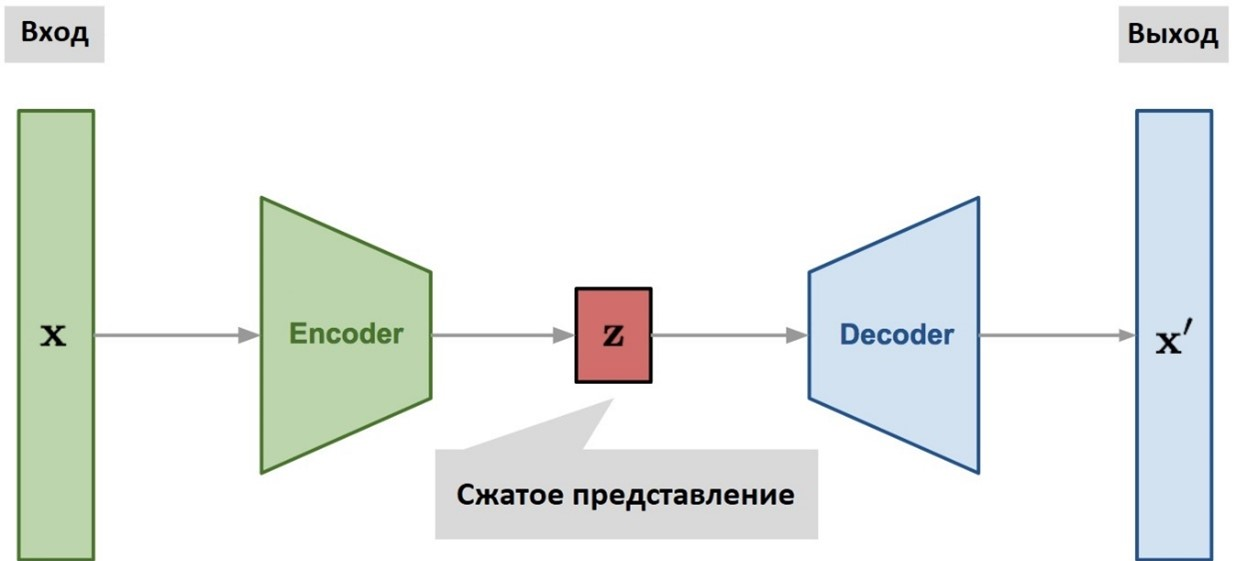 Вход
Выход
x
Encoder
z
Decoder
x′
Сжатое представление